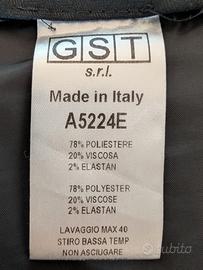 GST
s.r.l.
Made in Italy
A5224E
78% POLIESTERE
20% VISCOSA
2% ELASTAN
78% POLYESTER
20% VISCOSE
2% ELASTAN
LAVAGGIO MAX 40
STIRO BASSA TEMP
NON ASCIUGARE
subito